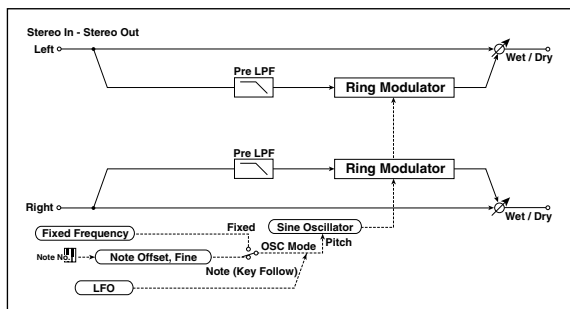 Stereo In - Stereo Out
Left
Wet / Dry
Pre LPF
Ring Modulator
Pre LPF
Ring Modulator
Right
Wet / Dry
Fixed Frequency
Fixed
Sine Oscillator
OSC Mode
Pitch
Note No.
Note Offset, Fine
Note (Key Follow)
LFO